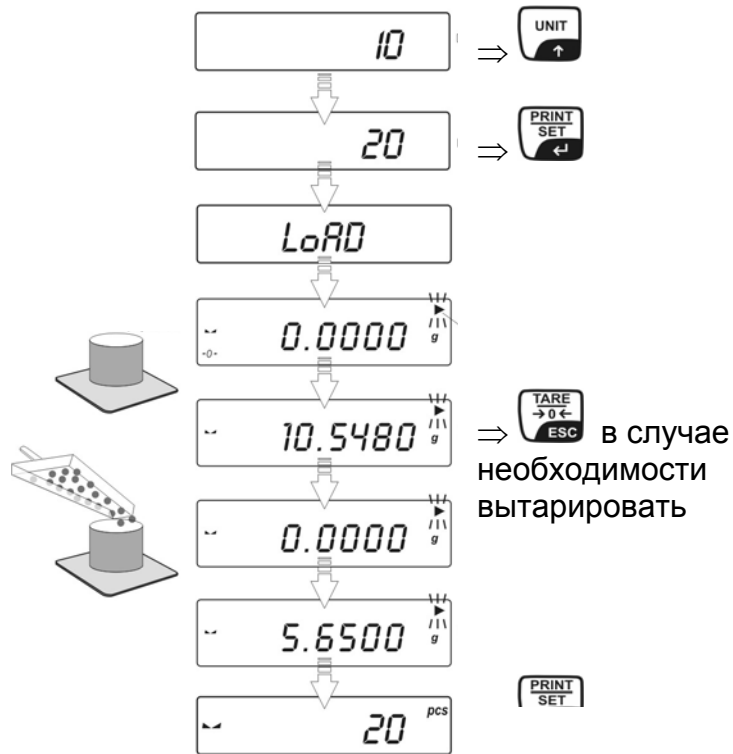 10
UNIT
20
PRINT
SET
LoAD
0.0000 g
→0←
10.5480 g
TARE
→0←
ESC
в случае
необходимости
вытарировать
0.0000 g
5.6500 g
20 pcs
PRINT
SET